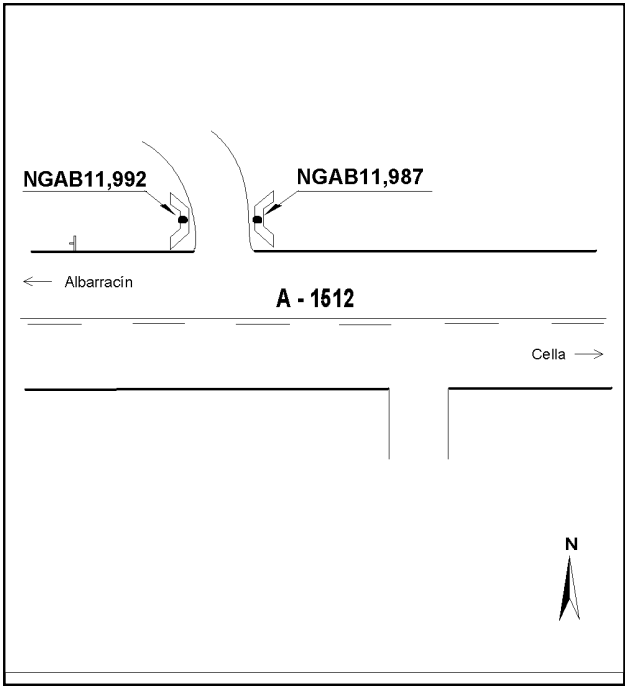 NGAB11,992
NGAB11,987
Albarracín
A - 1512
Cella
N